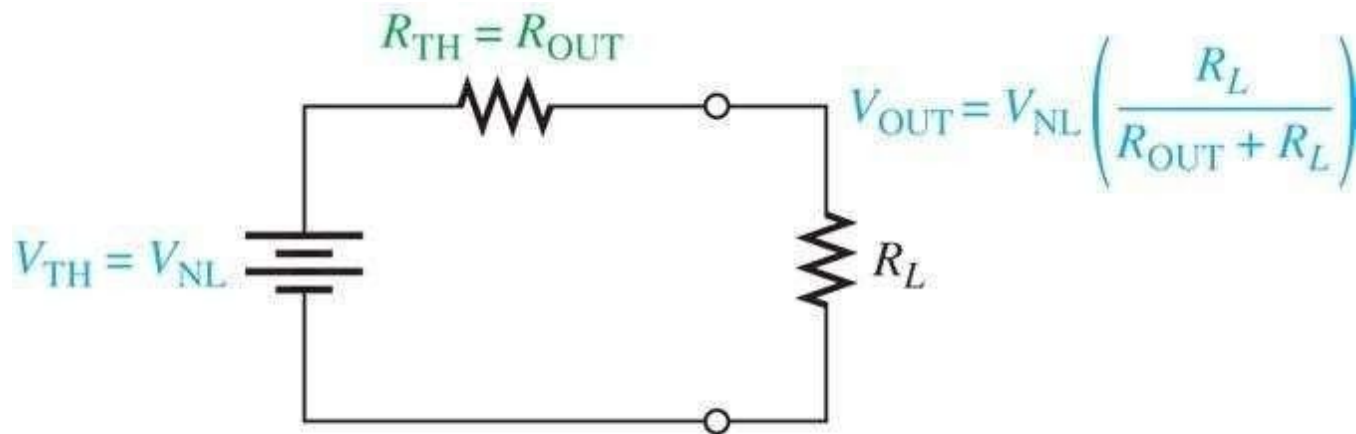 R_TH = R_OUT
V_OUT = V_NL (R_L / (R_OUT + R_L))
V_TH = V_NL
R_L